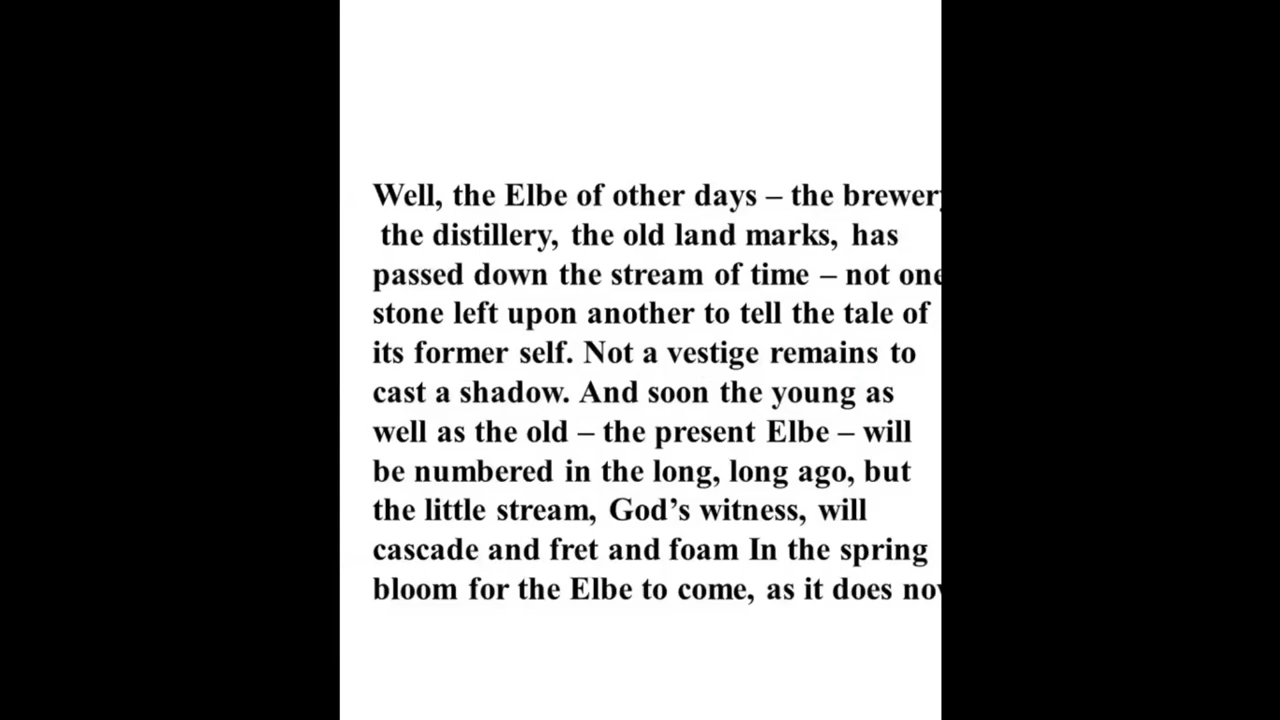 Well, the Elbe of other days – the brewery
the distillery, the old land marks, has
passed down the stream of time – not one
stone left upon another to tell the tale of
its former self. Not a vestige remains to
cast a shadow. And soon the young as
well as the old – the present Elbe – will
be numbered in the long, long ago, but
the little stream, God’s witness, will
cascade and fret and foam In the spring
bloom for the Elbe to come, as it does now